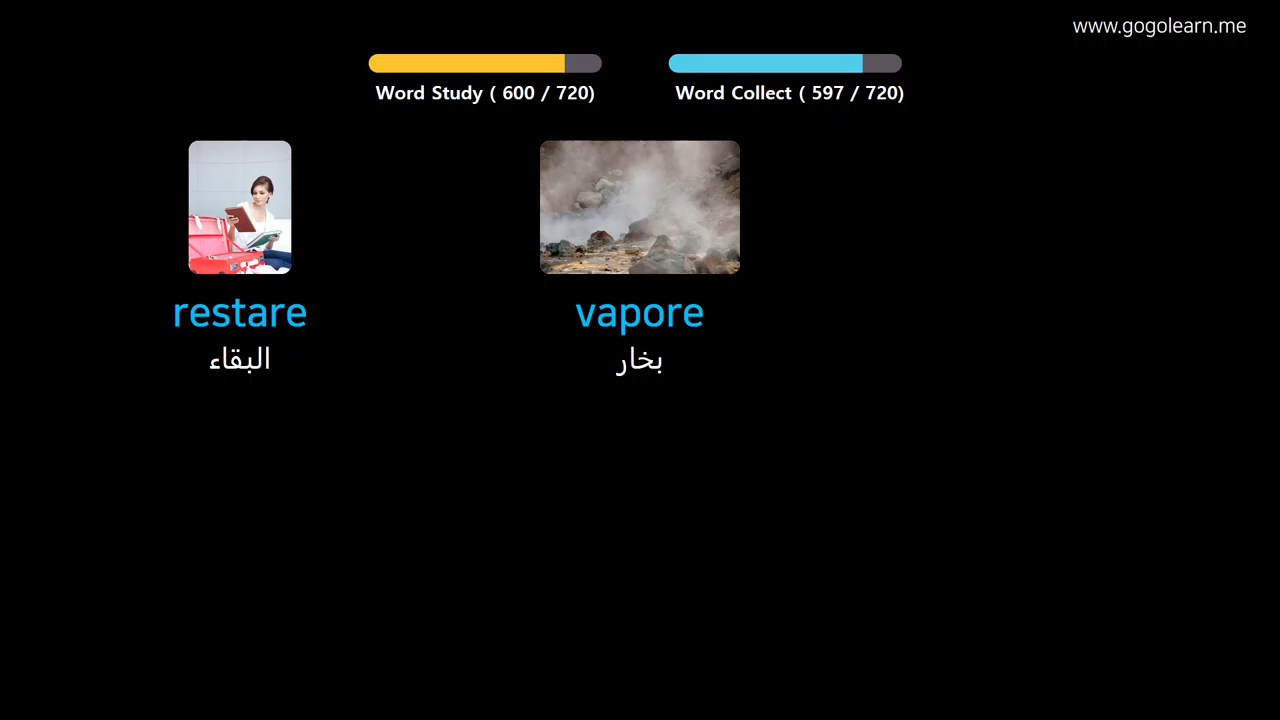 www.gogolearn.me
Word Study ( 600 / 720)
Word Collect ( 597 / 720)
restare
البقاء
vapore
بخار